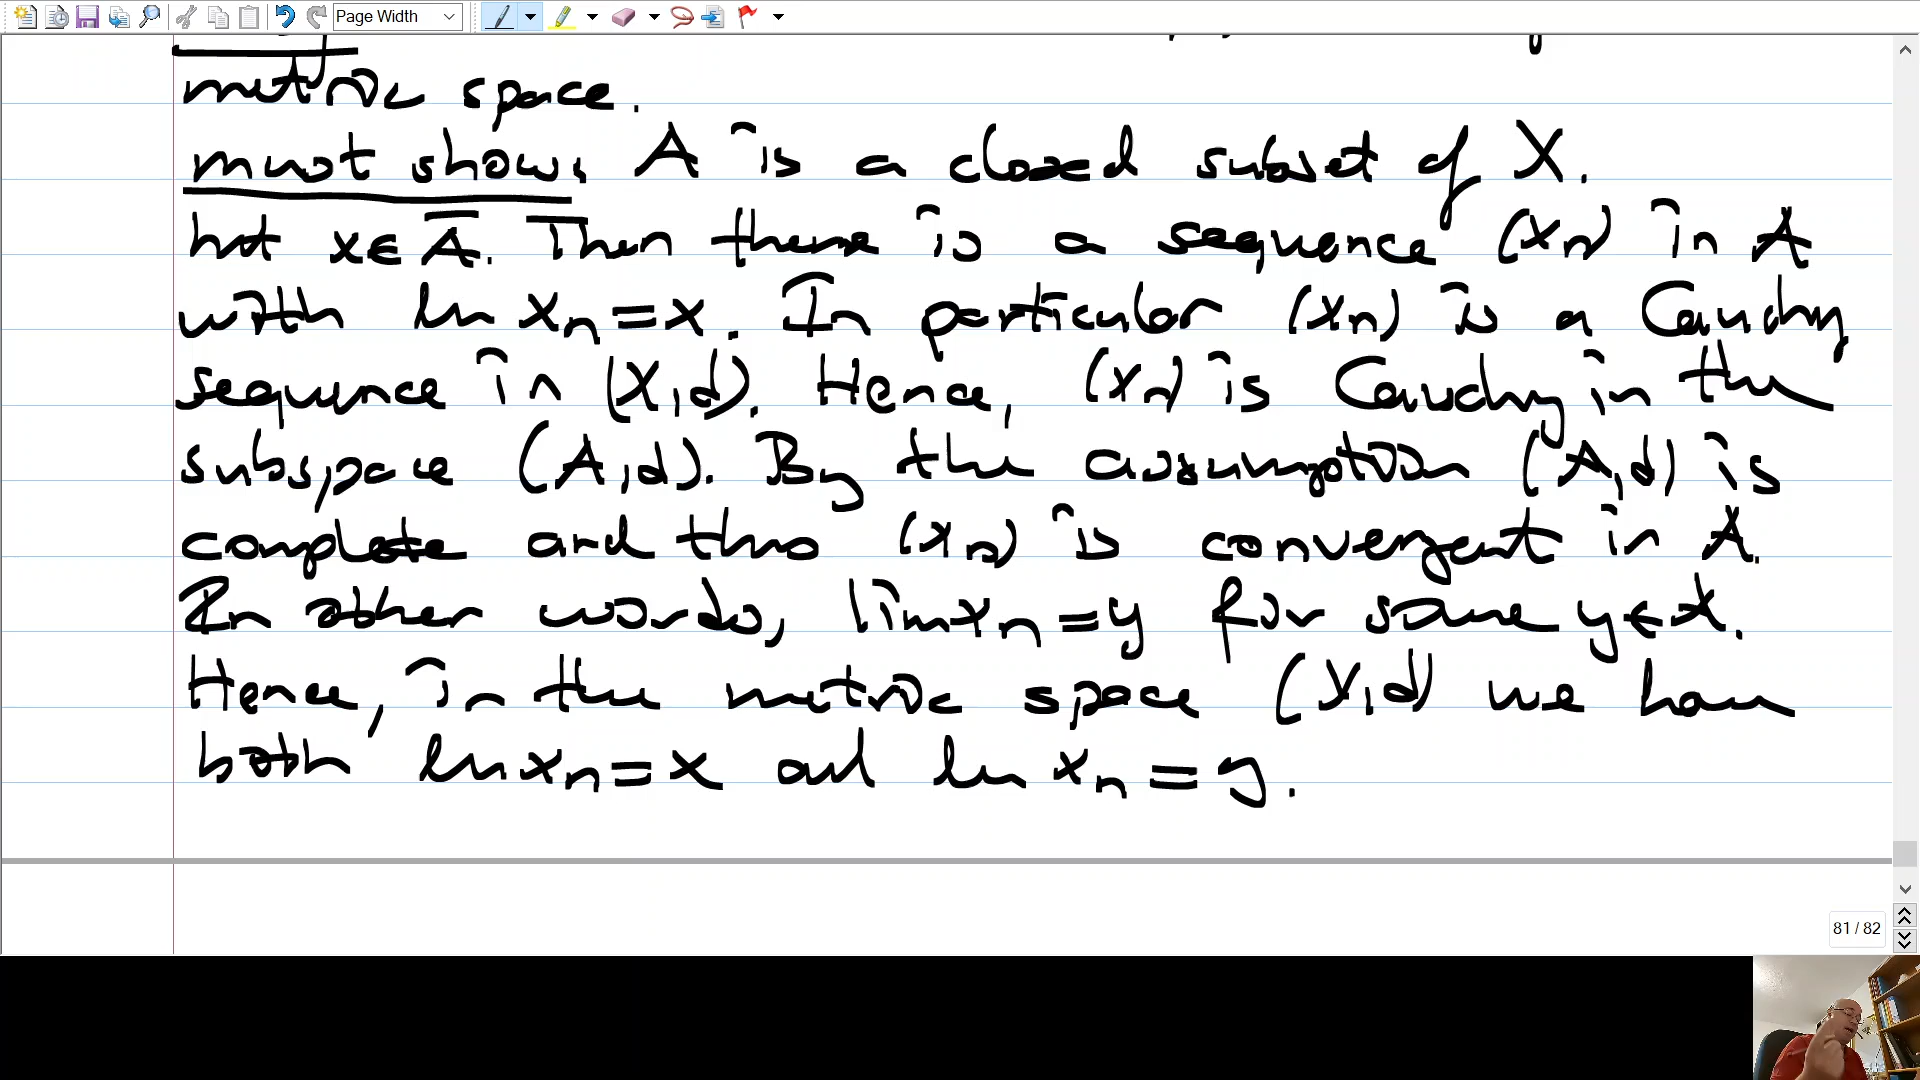 Page Width
metric space.
must show: A is a closed subset of X.
Let x∈A̅. Then there is a sequence (xn) in A
with lim xn = x. In particular (xn) is a Cauchy
sequence in (X,d). Hence, (xn) is Cauchy in the
subspace (A,d). By the assumption (A,d) is
complete and thus (xn) is convergent in A.
In other words, lim xn = y for some y∈A.
Hence, in the metric space (X,d) we have
both lim xn = x and lim xn = y.
81 / 82